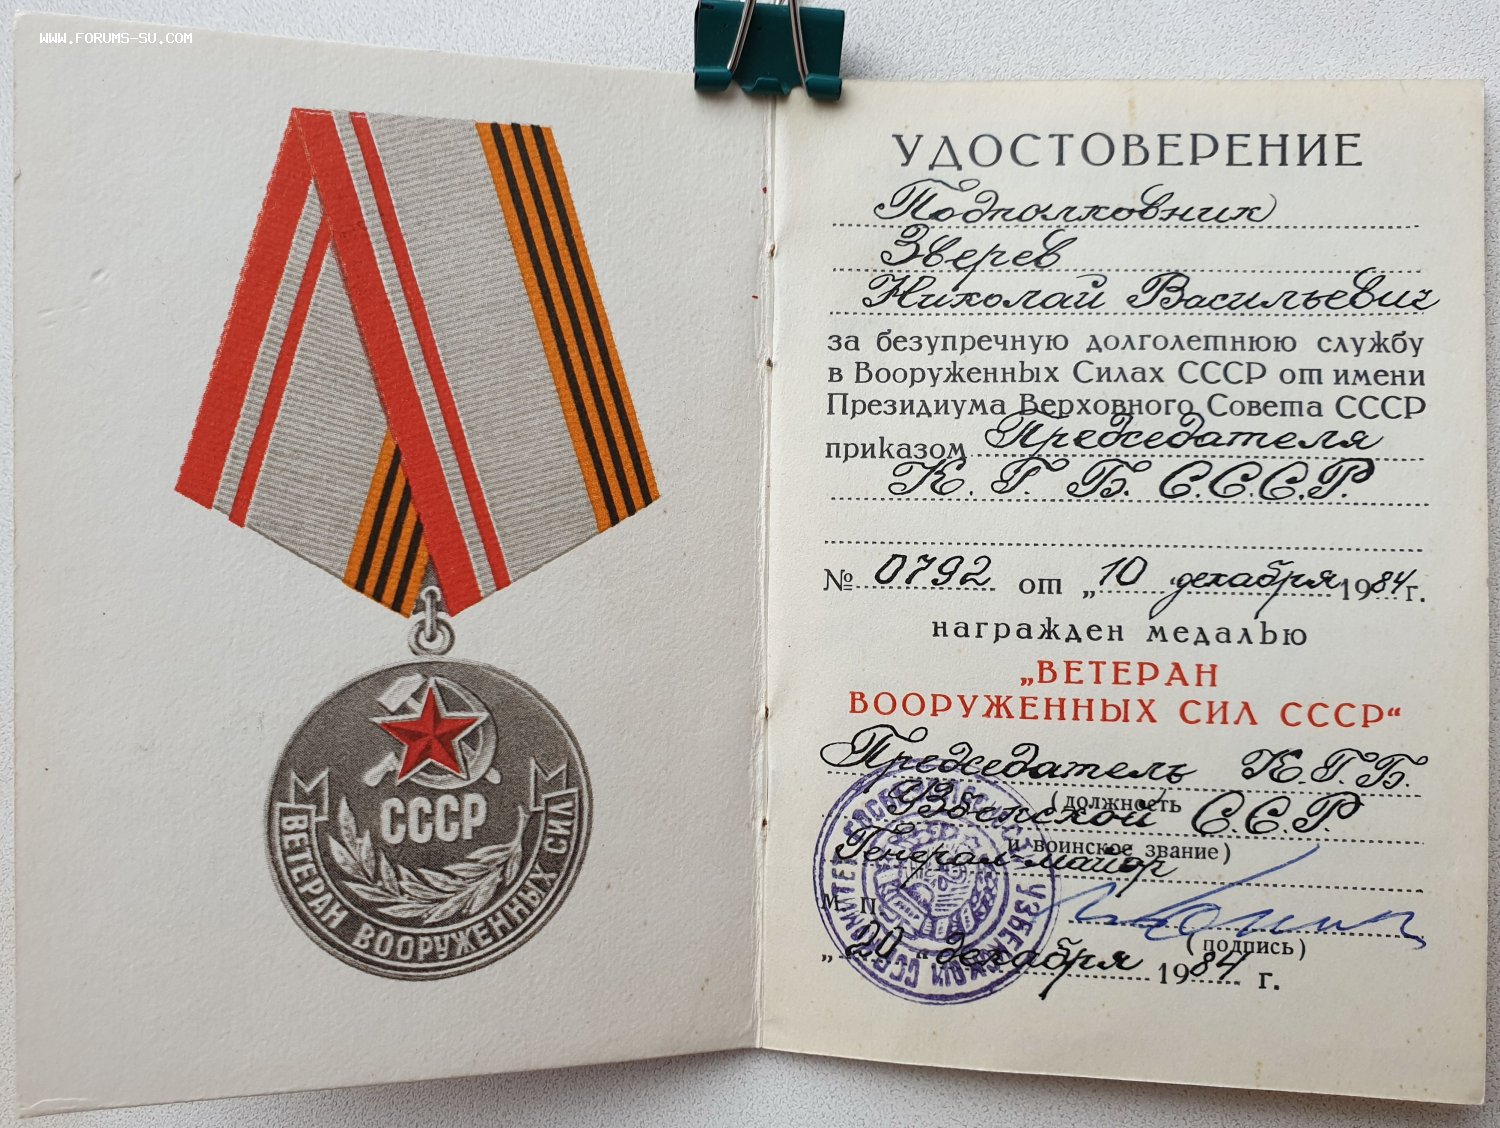 WWW.FORUMS-SU.COM
СССР
ВЕТЕРАН ВООРУЖЕННЫХ СИЛ
УДОСТОВЕРЕНИЕ
Подполковник
Зверев
Николай Васильевич
за безупречную долголетнюю службу
в Вооруженных Силах СССР от имени
Президиума Верховного Совета СССР
приказом Председателя
К. Г. Б. С.С.С.Р.
№ 0792 от „10 декабря 1984 г.
награжден медалью
„ВЕТЕРАН
ВООРУЖЕННЫХ СИЛ СССР“
Председатель К.Г.Б.
(должность
Узбекской С.С.Р.
и воинское звание)
Генерал-майор
М. П.
(подпись)
„20“ декабря 1984 г.